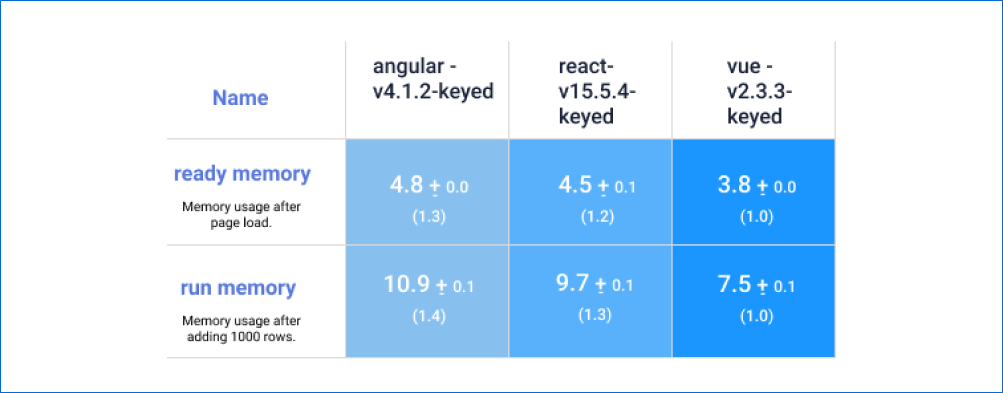 Name
angular -
v4.1.2-keyed
react-
v15.5.4-
keyed
vue -
v2.3.3-
keyed
ready memory
Memory usage after
page load.
4.8 ± 0.0
(1.3)
4.5 ± 0.1
(1.2)
3.8 ± 0.0
(1.0)
run memory
Memory usage after
adding 1000 rows.
10.9 ± 0.1
(1.4)
9.7 ± 0.1
(1.3)
7.5 ± 0.1
(1.0)